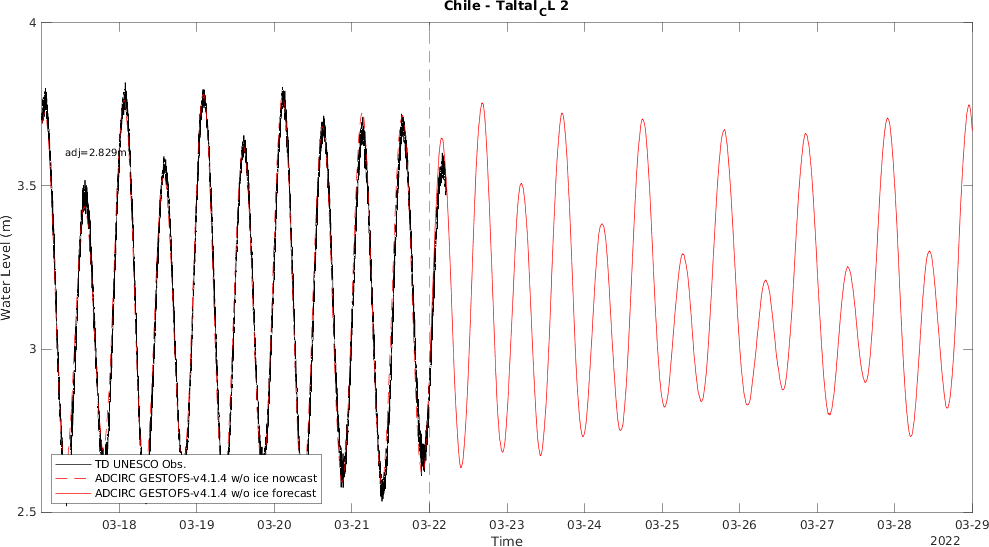 Chile - TaltalCL 2
4
3.5
3
2.5
Water Level (m)
adj=2.829m
TD UNESCO Obs.
ADCIRC GESTOFS-v4.1.4 w/o ice nowcast
ADCIRC GESTOFS-v4.1.4 w/o ice forecast
03-18 03-19 03-20 03-21 03-22 03-23 03-24 03-25 03-26 03-27 03-28 03-29
Time
2022